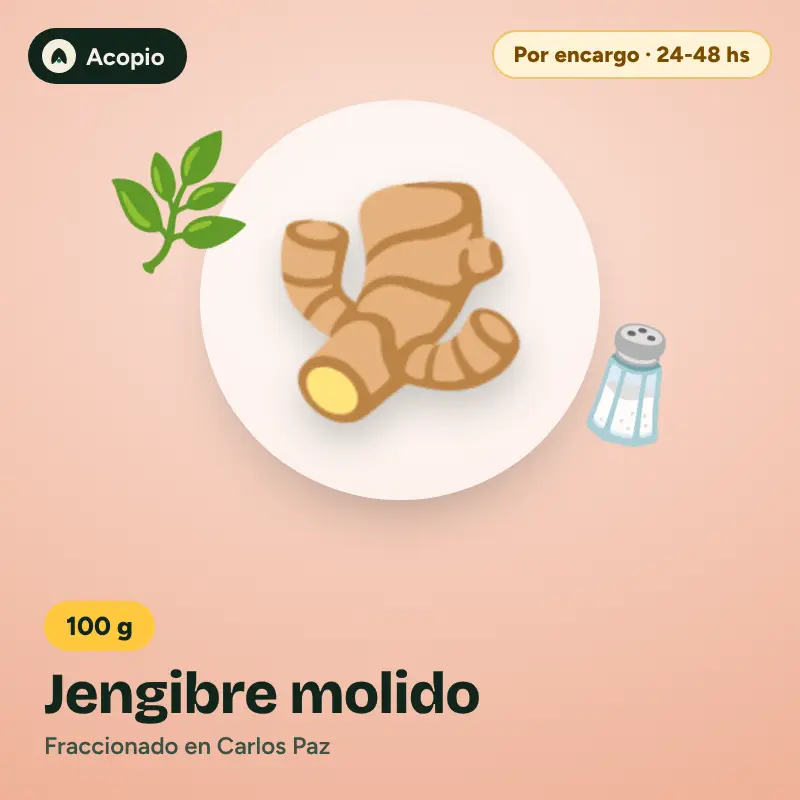 Acopio
Por encargo · 24-48 hs
100 g
Jengibre molido
Fraccionado en Carlos Paz